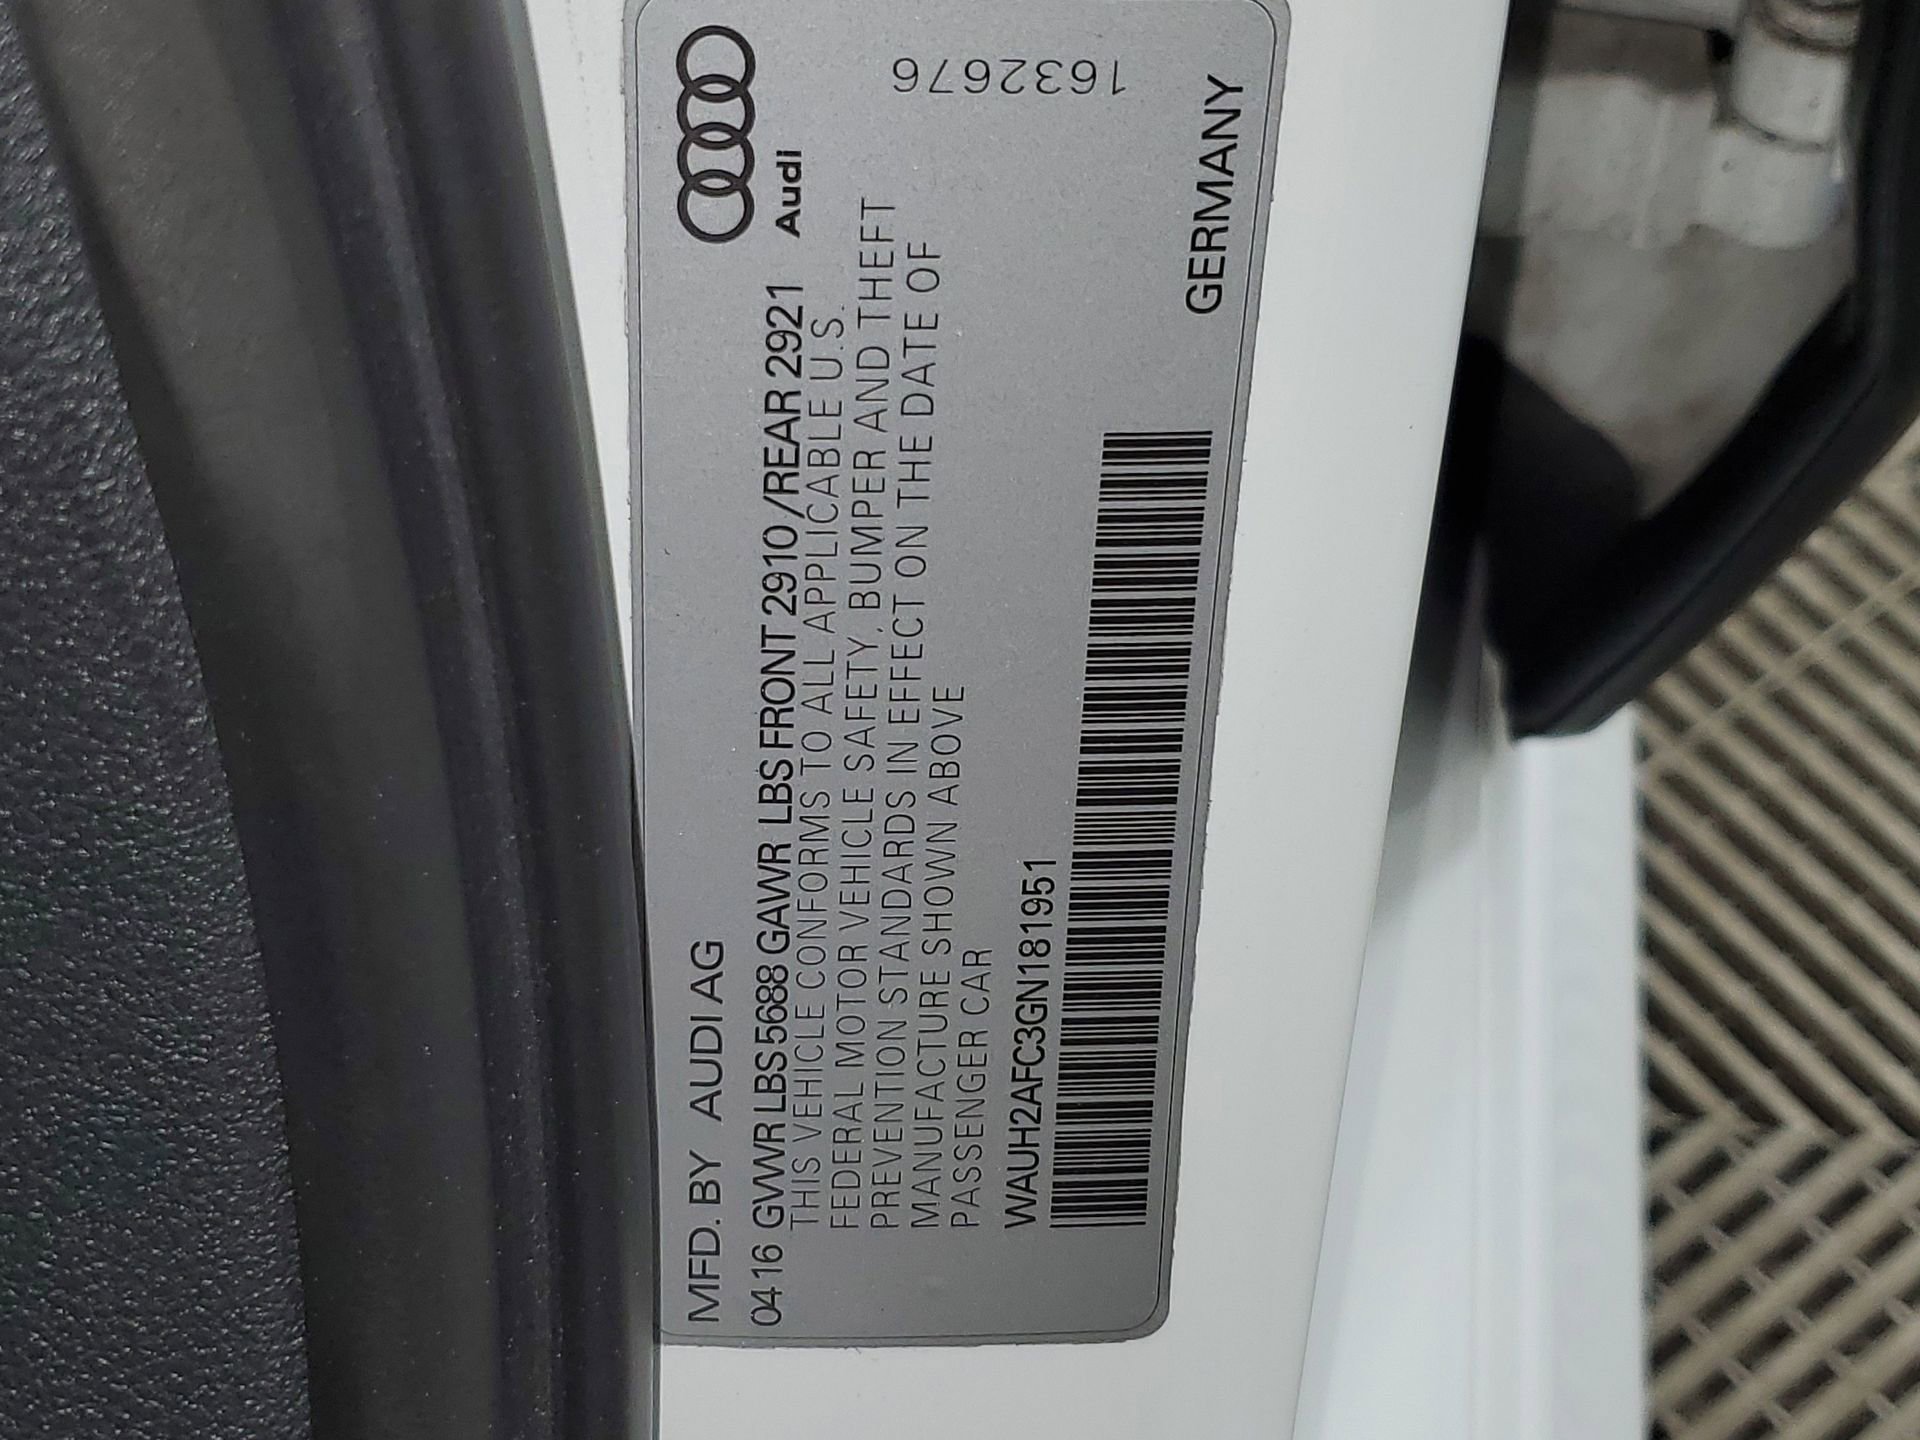 MFD. BY AUDI AG
04 16 GVWR LBS 5688 GAWR LBS FRONT 2910 /REAR 2921
THIS VEHICLE CONFORMS TO ALL APPLICABLE U.S.
FEDERAL MOTOR VEHICLE SAFETY, BUMPER AND THEFT
PREVENTION STANDARDS IN EFFECT ON THE DATE OF
MANUFACTURE SHOWN ABOVE
PASSENGER CAR
WAUH2AFC3GN181951
Audi
1632676
GERMANY